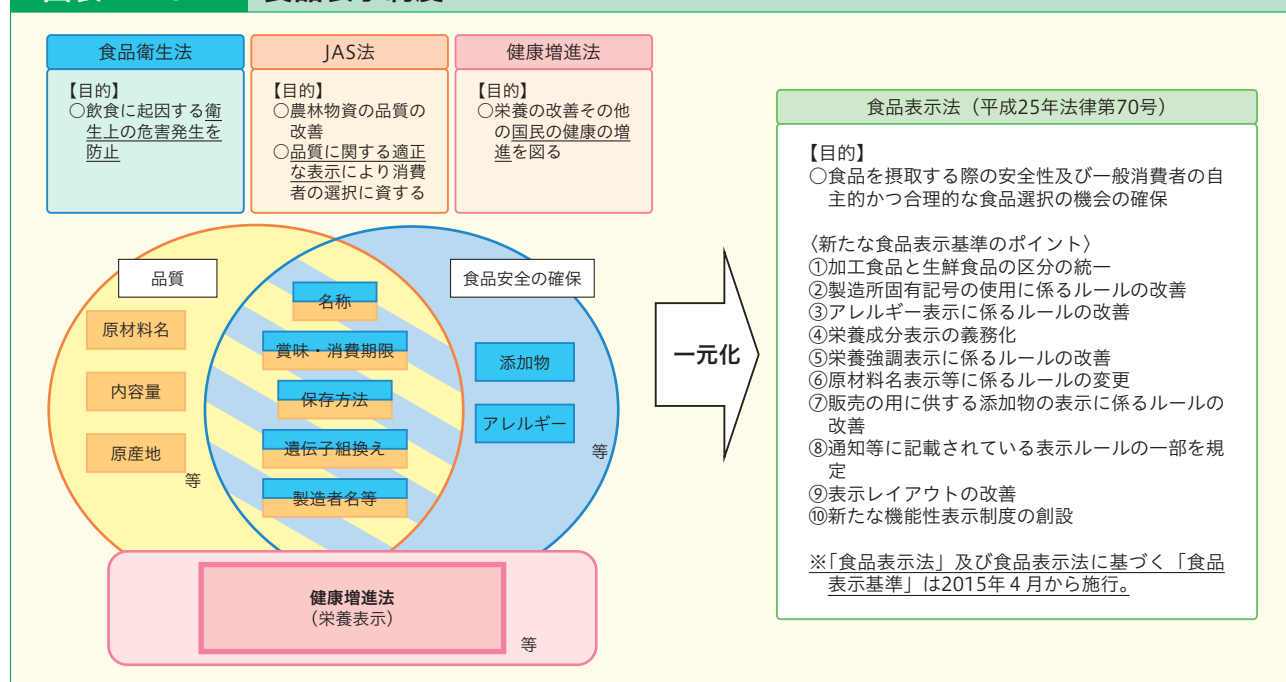 食品衛生法
【目的】
○飲食に起因する衛
生上の危害発生を
防止
JAS法
【目的】
○農林物資の品質の
改善
○品質に関する適正
な表示により消費
者の選択に資する
健康増進法
【目的】
○栄養の改善その他
の国民の健康の増
進を図る
品質
原材料名
内容量
原産地
等
名称
賞味・消費期限
保存方法
遺伝子組換え
製造者名等
食品安全の確保
添加物
アレルギー
等
健康増進法
(栄養表示)
等
一元化
食品表示法（平成25年法律第70号）
【目的】
○食品を摂取する際の安全性及び一般消費者の自
主的かつ合理的な食品選択の機会の確保
〈新たな食品表示基準のポイント〉
①加工食品と生鮮食品の区分の統一
②製造所固有記号の使用に係るルールの改善
③アレルギー表示に係るルールの改善
④栄養成分表示の義務化
⑤栄養強調表示に係るルールの改善
⑥原材料名表示等に係るルールの変更
⑦販売の用に供する添加物の表示に係るルールの
改善
⑧通知等に記載されている表示ルールの一部を規
定
⑨表示レイアウトの改善
⑩新たな機能性表示制度の創設
※「食品表示法」及び食品表示法に基づく「食品
表示基準」は2015年４月から施行。